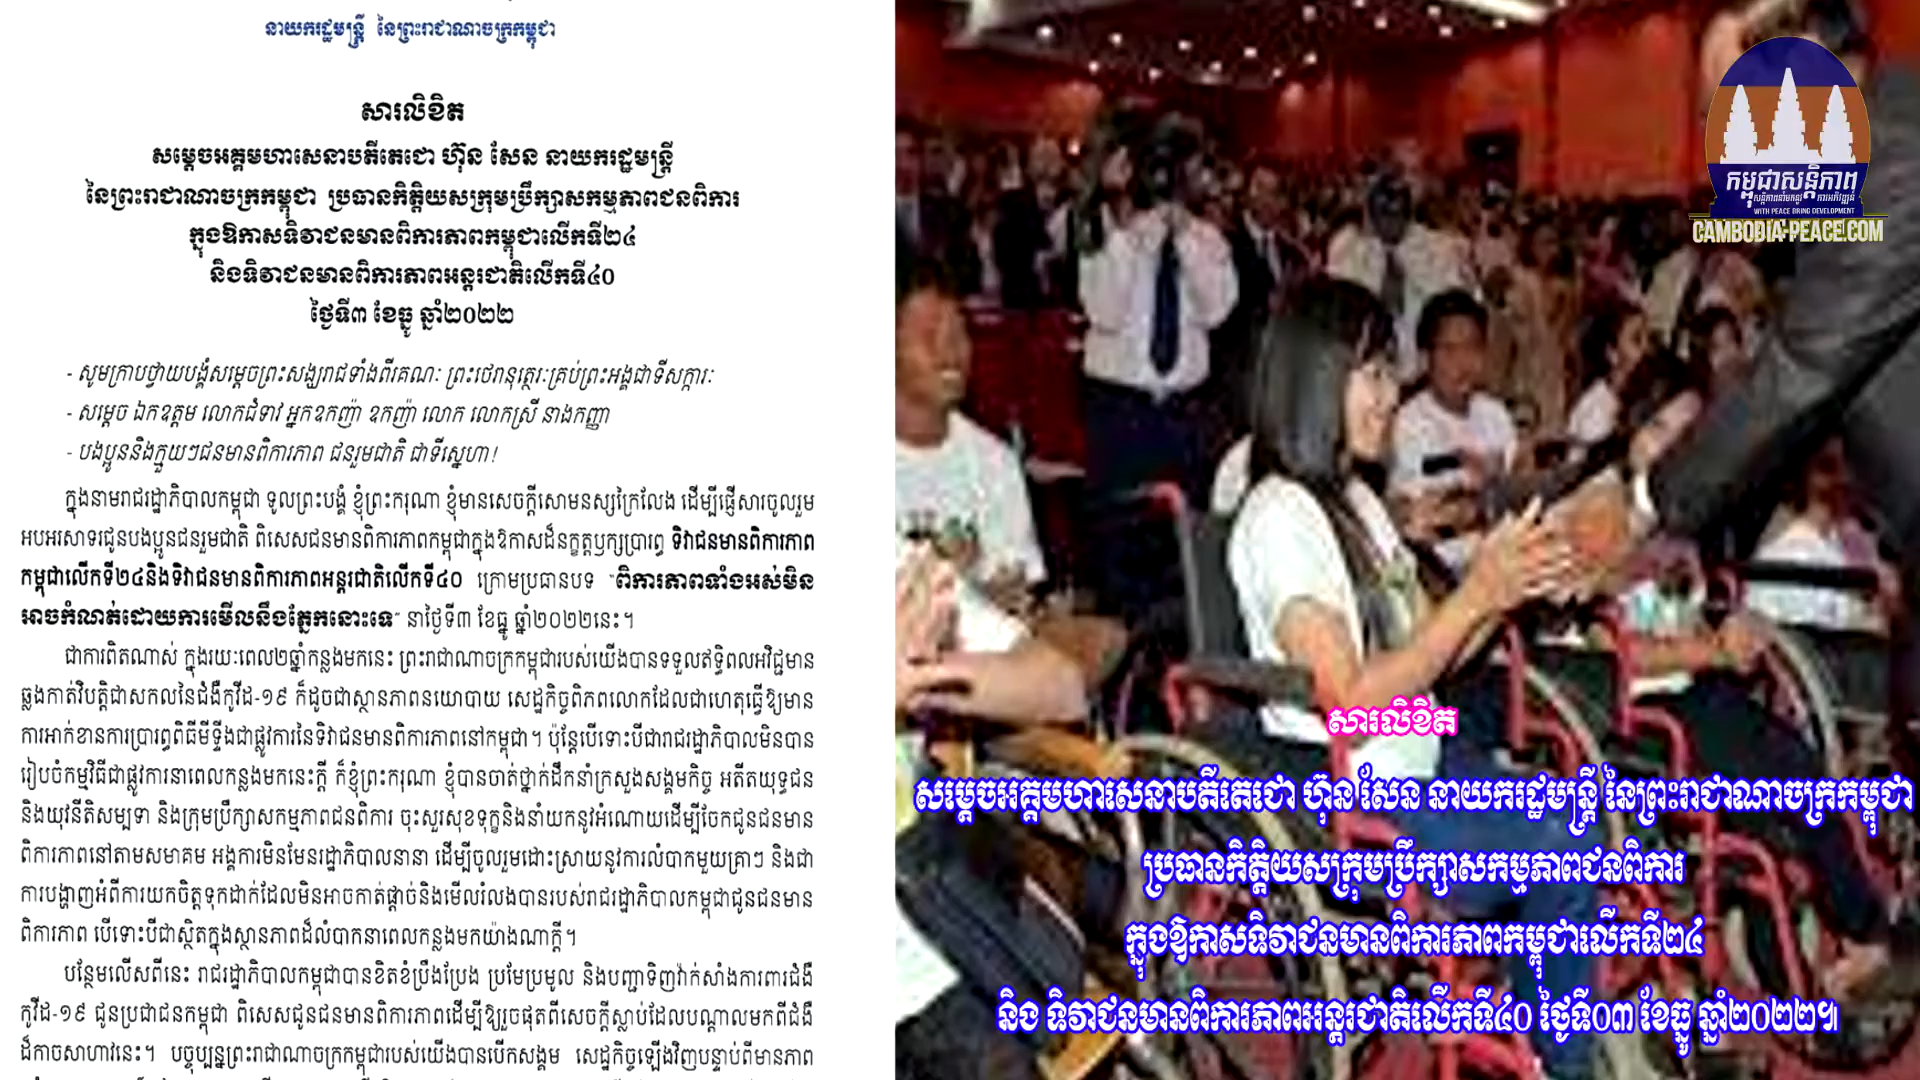 នាយករដ្ឋមន្ត្រី នៃព្រះរាជាណាចក្រកម្ពុជា
សារលិខិត
សម្តេចអគ្គមហាសេនាបតីតេជោ ហ៊ុន សែន នាយករដ្ឋមន្ត្រី
នៃព្រះរាជាណាចក្រកម្ពុជា ប្រធានកិត្តិយសក្រុមប្រឹក្សាសកម្មភាពជនពិការ
ក្នុងឱកាសទិវាជនមានពិការភាពកម្ពុជាលើកទី២៤
និងទិវាជនមានពិការភាពអន្តរជាតិលើកទី៤០
ថ្ងៃទី៣ ខែធ្នូ ឆ្នាំ២០២២
- សូមក្រាបថ្វាយបង្គំសម្តេចព្រះសង្ឃរាជទាំងពីរគណៈ ព្រះថេរានុត្ថេរៈគ្រប់ព្រះអង្គជាទីសក្ការៈ
- សម្តេច ឯកឧត្តម លោកជំទាវ អ្នកឧកញ៉ា ឧកញ៉ា លោក លោកស្រី នាងកញ្ញា
- បងប្អូននិងក្មួយៗជនមានពិការភាព ជនរួមជាតិ ជាទីស្នេហា!
ក្នុងនាមរាជរដ្ឋាភិបាលកម្ពុជា ទូលព្រះបង្គំ ខ្ញុំព្រះករុណា ខ្ញុំមានសេចក្តីសោមនស្សក្រៃលែង ដើម្បីផ្ញើសារចូលរួម
អបអរសាទរជូនបងប្អូនជនរួមជាតិ ពិសេសជនមានពិការភាពកម្ពុជាក្នុងឱកាសដ៏នក្ខត្តឫក្សប្រារព្ធ ទិវាជនមានពិការភាព
កម្ពុជាលើកទី២៤និងទិវាជនមានពិការភាពអន្តរជាតិលើកទី៤០ ក្រោមប្រធានបទ "ពិការភាពទាំងអស់មិន
អាចកំណត់ដោយការមើលនឹងភ្នែកនោះទេ" នាថ្ងៃទី៣ ខែធ្នូ ឆ្នាំ២០២២នេះ។
ជាការពិតណាស់ ក្នុងរយៈពេល២ឆ្នាំកន្លងមកនេះ ព្រះរាជាណាចក្រកម្ពុជារបស់យើងបានទទួលឥទ្ធិពលអវិជ្ជមាន
ឆ្លងកាត់វិបត្តិជាសកលនៃជំងឺកូវីដ-១៩ ក៏ដូចជាស្ថានភាពនយោបាយ សេដ្ឋកិច្ចពិភពលោកដែលជាហេតុធ្វើឱ្យមាន
ការអាក់ខានការប្រារព្ធពិធីមីទ្ទីងជាផ្លូវការនៃទិវាជនមានពិការភាពនៅកម្ពុជា។ ប៉ុន្តែបើទោះបីជារាជរដ្ឋាភិបាលមិនបាន
រៀបចំកម្មវិធីជាផ្លូវការនាពេលកន្លងមកនេះក្តី ក៏ខ្ញុំព្រះករុណា ខ្ញុំបានចាត់ថ្នាក់ដឹកនាំក្រសួងសង្គមកិច្ច អតីតយុទ្ធជន
និងយុវនីតិសម្បទា និងក្រុមប្រឹក្សាសកម្មភាពជនពិការ ចុះសួរសុខទុក្ខនិងនាំយកនូវអំណោយដើម្បីចែកជូនជនមាន
ពិការភាពនៅតាមសមាគម អង្គការមិនមែនរដ្ឋាភិបាលនានា ដើម្បីចូលរួមដោះស្រាយនូវការលំបាកមួយគ្រាៗ និងជា
ការបង្ហាញអំពីការយកចិត្តទុកដាក់ដែលមិនអាចកាត់ផ្តាច់និងមើលរំលងបានរបស់រាជរដ្ឋាភិបាលកម្ពុជាជូនជនមាន
ពិការភាព បើទោះបីជាស្ថិតក្នុងស្ថានភាពដ៏លំបាកនាពេលកន្លងមកយ៉ាងណាក្តី។
បន្ថែមលើសពីនេះ រាជរដ្ឋាភិបាលកម្ពុជាបានខិតខំប្រឹងប្រែង ប្រមែប្រមូល និងបញ្ជាទិញវ៉ាក់សាំងការពារជំងឺ
កូវីដ-១៩ ជូនប្រជាជនកម្ពុជា ពិសេសជូនជនមានពិការភាពដើម្បីឱ្យរួចផុតពីសេចក្តីស្លាប់ដែលបណ្តាលមកពីជំងឺ
ដ៏កាចសាហាវនេះ។ បច្ចុប្បន្នព្រះរាជាណាចក្រកម្ពុជារបស់យើងបានបើកសង្គម សេដ្ឋកិច្ចឡើងវិញបន្ទាប់ពីមានភាព
កម្ពុជាសន្តិភាព
WITH PEACE BRING DEVELOPMENT
CAMBODIA-PEACE.COM
សារលិខិត
សម្តេចអគ្គមហាសេនាបតីតេជោ ហ៊ុន សែន នាយករដ្ឋមន្ត្រី នៃព្រះរាជាណាចក្រកម្ពុជា
ប្រធានកិត្តិយសក្រុមប្រឹក្សាសកម្មភាពជនពិការ
ក្នុងឱកាសទិវាជនមានពិការភាពកម្ពុជាលើកទី២៤
និង ទិវាជនមានពិការភាពអន្តរជាតិលើកទី៤០ ថ្ងៃទី០៣ ខែធ្នូ ឆ្នាំ២០២២៕